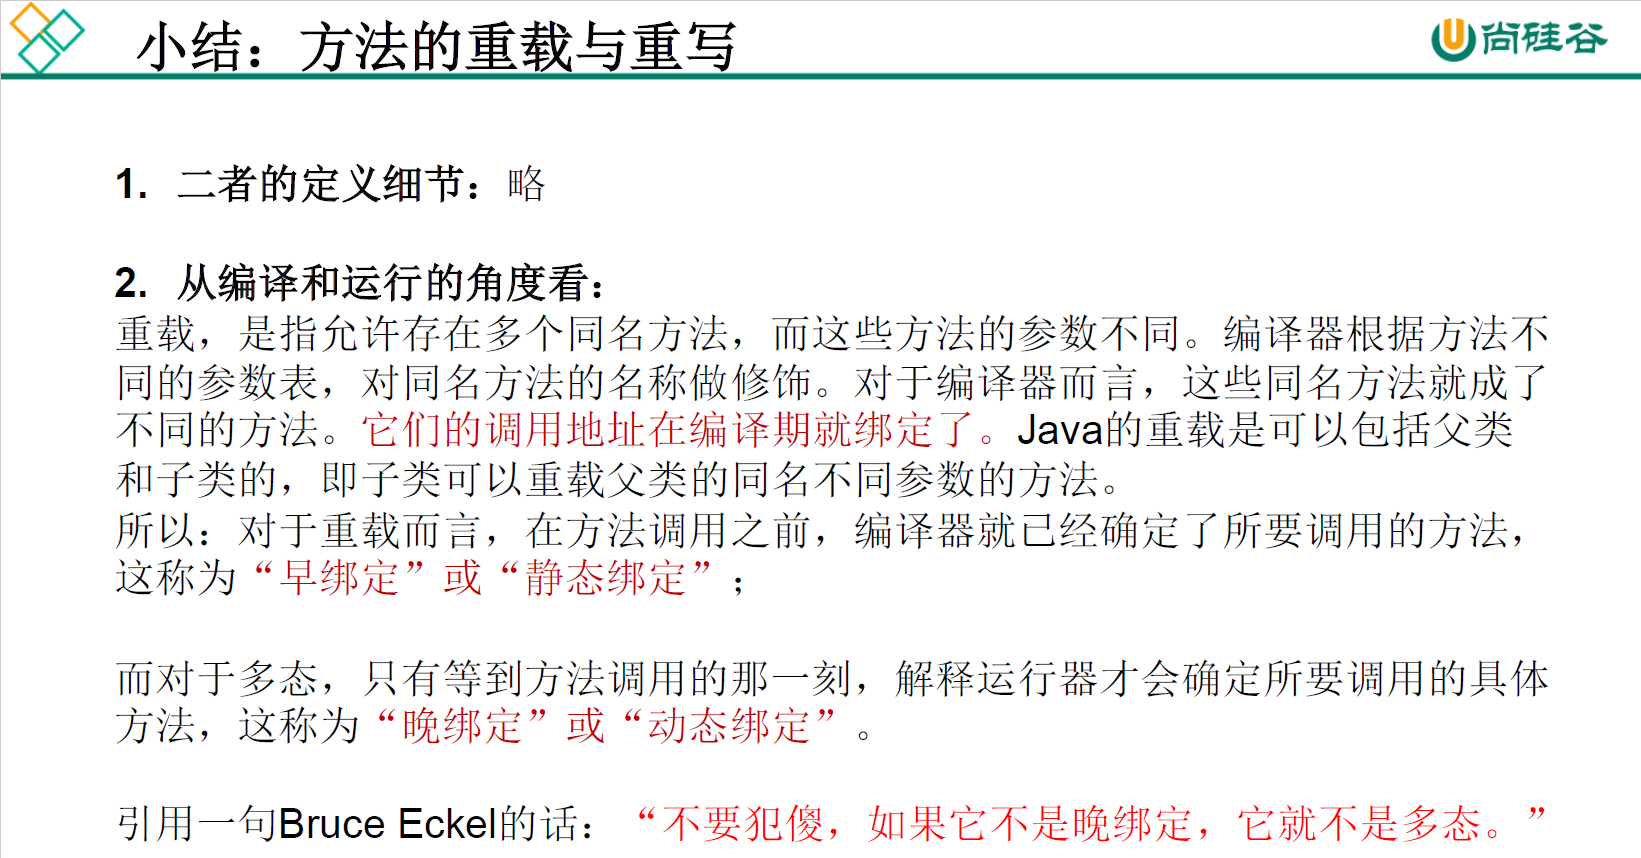 小结：方法的重载与重写
尚硅谷
1. 二者的定义细节：略
2. 从编译和运行的角度看：
重载，是指允许存在多个同名方法，而这些方法的参数不同。编译器根据方法不
同的参数表，对同名方法的名称做修饰。对于编译器而言，这些同名方法就成了
不同的方法。它们的调用地址在编译期就绑定了。Java的重载是可以包括父类
和子类的，即子类可以重载父类的同名不同参数的方法。
所以：对于重载而言，在方法调用之前，编译器就已经确定了所要调用的方法，
这称为“早绑定”或“静态绑定”；
而对于多态，只有等到方法调用的那一刻，解释运行器才会确定所要调用的具体
方法，这称为“晚绑定”或“动态绑定”。
引用一句Bruce Eckel的话：“不要犯傻，如果它不是晚绑定，它就不是多态。”